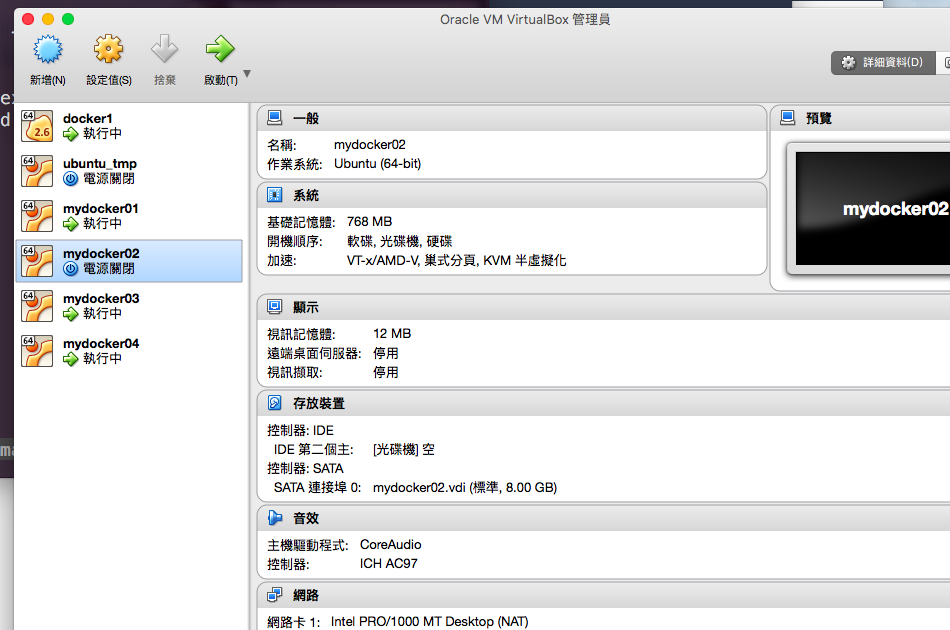 Oracle VM VirtualBox 管理員
新增(N)
設定值(S)
捨棄
啟動(T)
詳細資料(D)
64
2.6
docker1
執行中
64
ubuntu_tmp
電源關閉
64
mydocker01
執行中
64
mydocker02
電源關閉
64
mydocker03
執行中
64
mydocker04
執行中
一般
名稱: mydocker02
作業系統: Ubuntu (64-bit)
系統
基礎記憶體: 768 MB
開機順序: 軟碟, 光碟機, 硬碟
加速: VT-x/AMD-V, 巢式分頁, KVM 半虛擬化
預覽
mydocker02
顯示
視訊記憶體: 12 MB
遠端桌面伺服器: 停用
視訊擷取: 停用
存放裝置
控制器: IDE
IDE 第二個主: [光碟機] 空
控制器: SATA
SATA 連接埠 0: mydocker02.vdi (標準, 8.00 GB)
音效
主機驅動程式: CoreAudio
控制器: ICH AC97
網路
網路卡 1: Intel PRO/1000 MT Desktop (NAT)